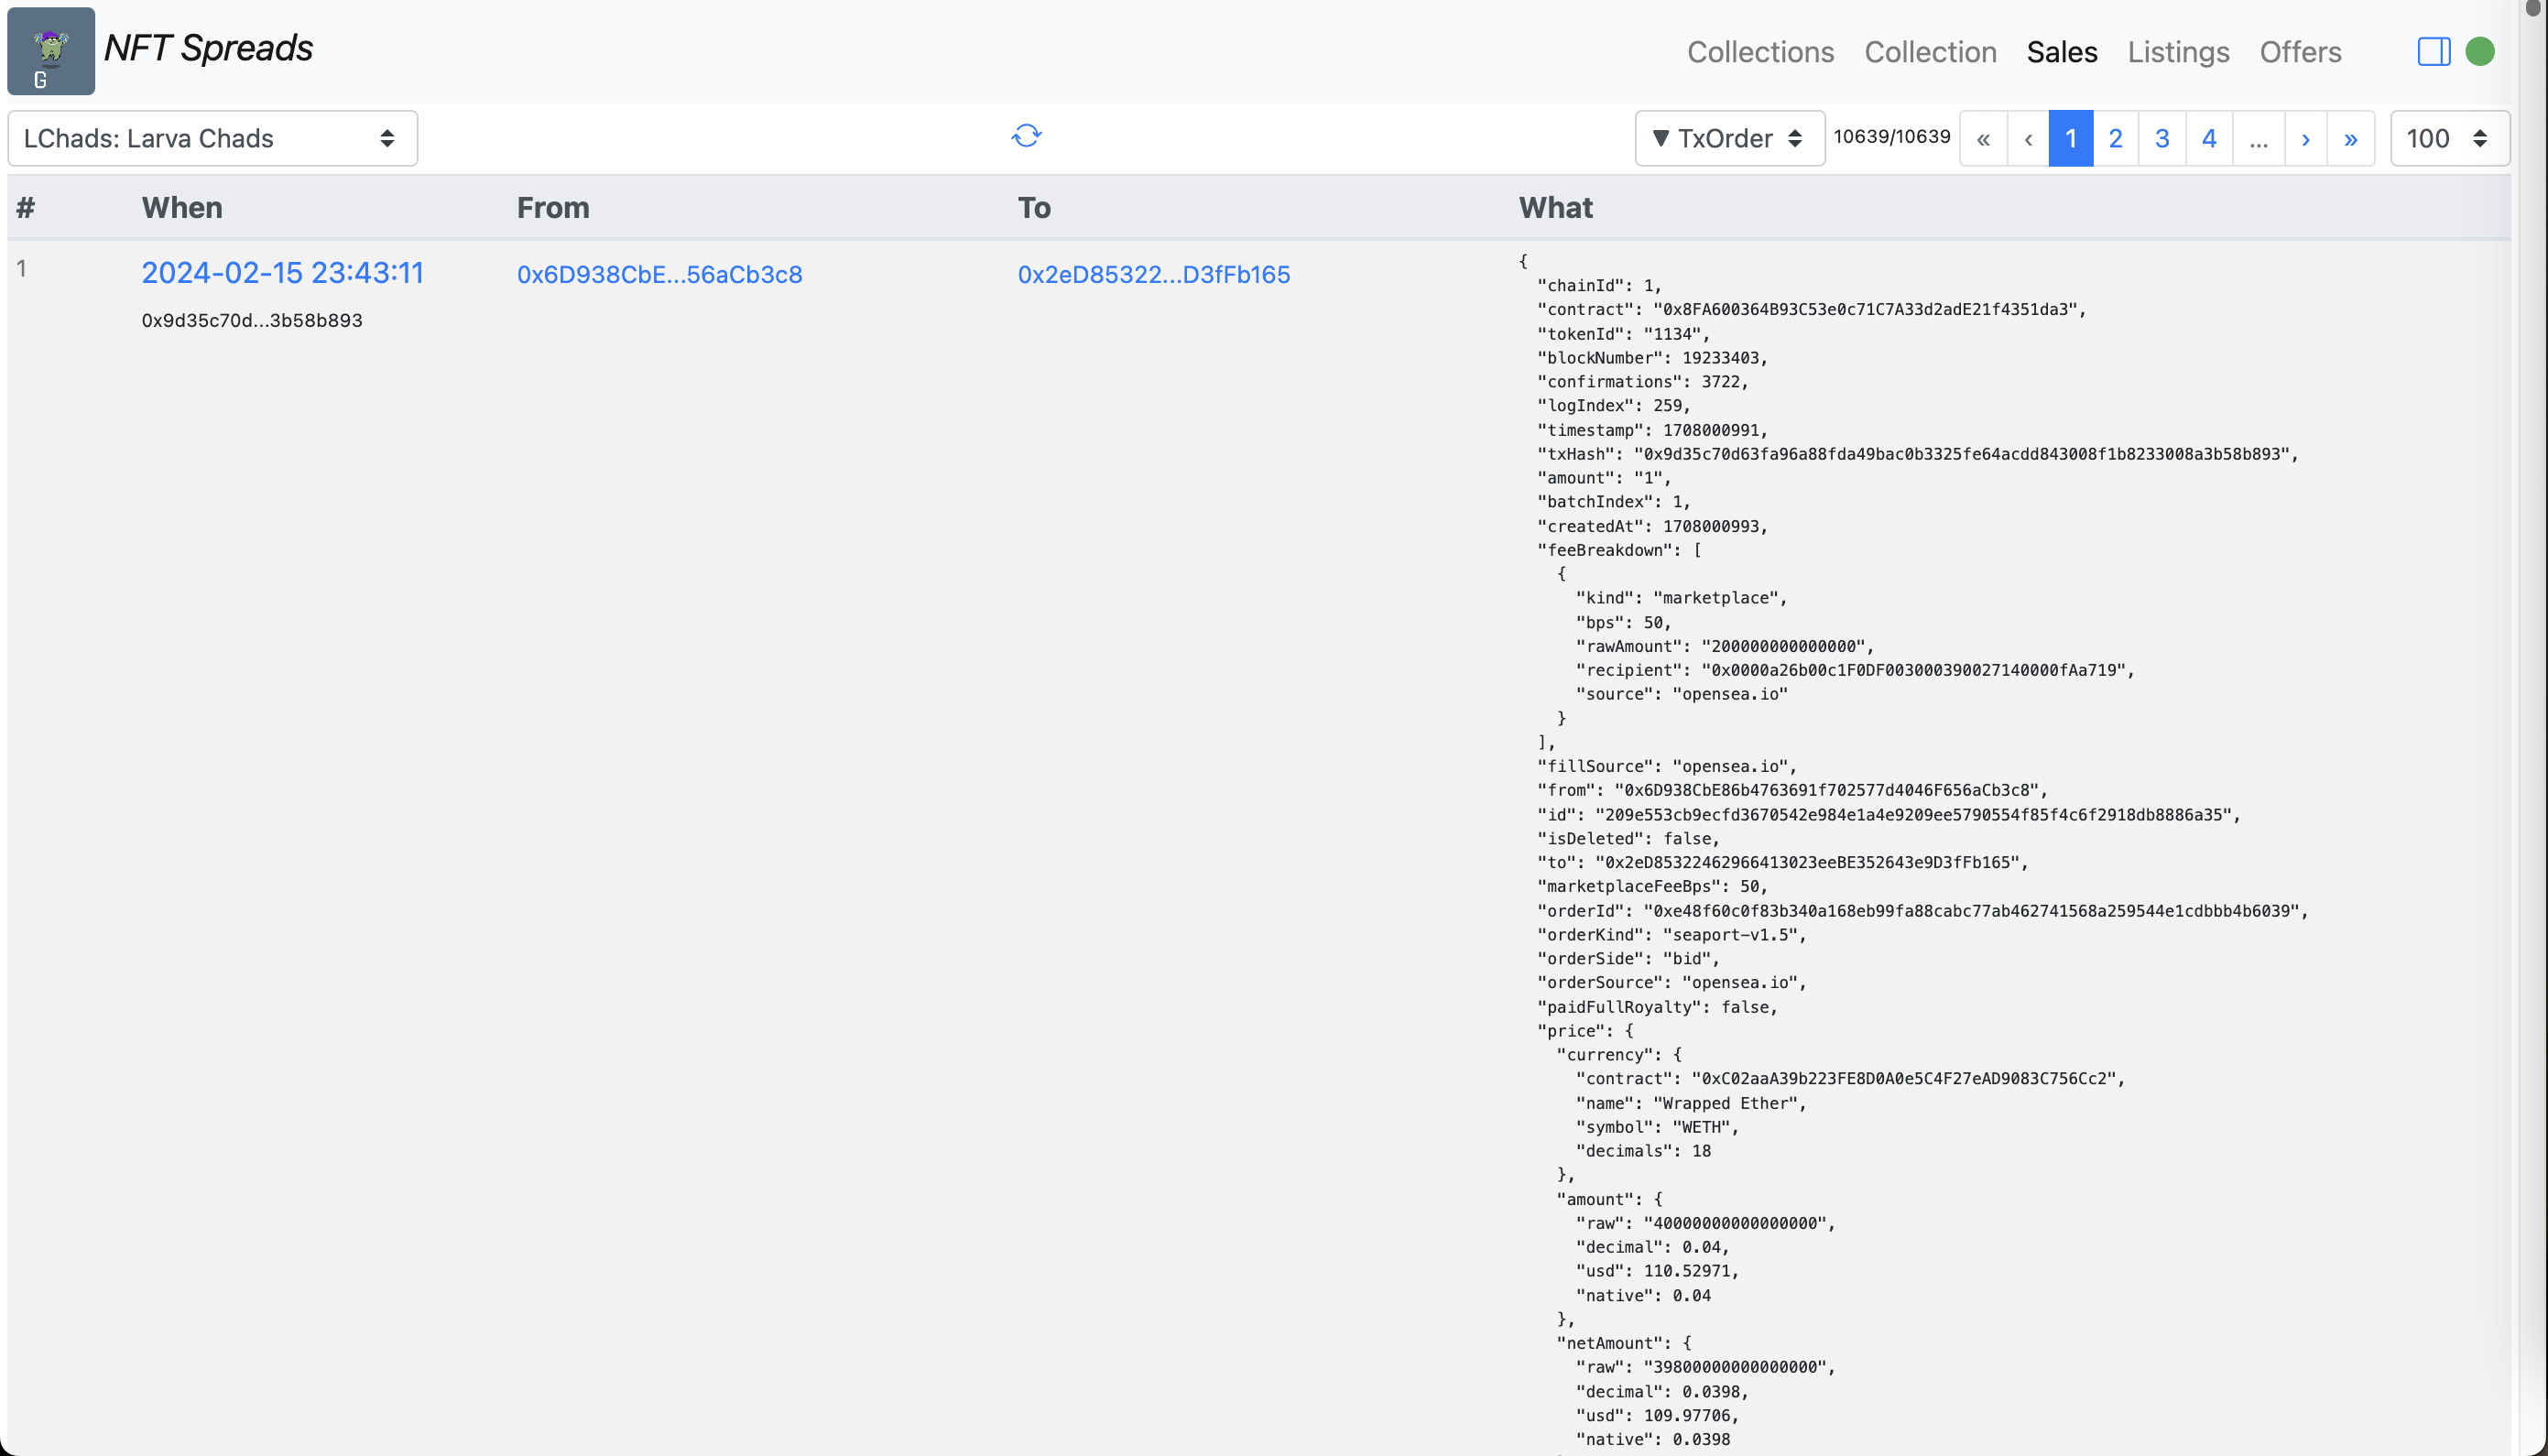 G
NFT Spreads
Collections Collection Sales Listings Offers
LChads: Larva Chads
▼ TxOrder 10639/10639 « ‹ 1 2 3 4 … › » 100
# When From To What
1 2024-02-15 23:43:11 0x6D938CbE...56aCb3c8 0x2eD85322...D3fFb165
0x9d35c70d...3b58b893
{
"chainId": 1,
"contract": "0x8FA600364B93C53e0c71C7A33d2adE21f4351da3",
"tokenId": "1134",
"blockNumber": 19233403,
"confirmations": 3722,
"logIndex": 259,
"timestamp": 1708000991,
"txHash": "0x9d35c70d63fa96a88fda49bac0b3325fe64acdd843008f1b8233008a3b58b893",
"amount": "1",
"batchIndex": 1,
"createdAt": 1708000993,
"feeBreakdown": [
{
"kind": "marketplace",
"bps": 50,
"rawAmount": "200000000000000",
"recipient": "0x0000a26b00c1F0DF003000390027140000fAa719",
"source": "opensea.io"
}
],
"fillSource": "opensea.io",
"from": "0x6D938CbE86b4763691f702577d4046F656aCb3c8",
"id": "209e553cb9ecfd3670542e984e1a4e9209ee5790554f85f4c6f2918db8886a35",
"isDeleted": false,
"to": "0x2eD85322462966413023eeBE352643e9D3fFb165",
"marketplaceFeeBps": 50,
"orderId": "0xe48f60c0f83b340a168eb99fa88cabc77ab462741568a259544e1cdbbb4b6039",
"orderKind": "seaport-v1.5",
"orderSide": "bid",
"orderSource": "opensea.io",
"paidFullRoyalty": false,
"price": {
"currency": {
"contract": "0xC02aaA39b223FE8D0A0e5C4F27eAD9083C756Cc2",
"name": "Wrapped Ether",
"symbol": "WETH",
"decimals": 18
},
"amount": {
"raw": "40000000000000000",
"decimal": 0.04,
"usd": 110.52971,
"native": 0.04
},
"netAmount": {
"raw": "39800000000000000",
"decimal": 0.0398,
"usd": 109.97706,
"native": 0.0398